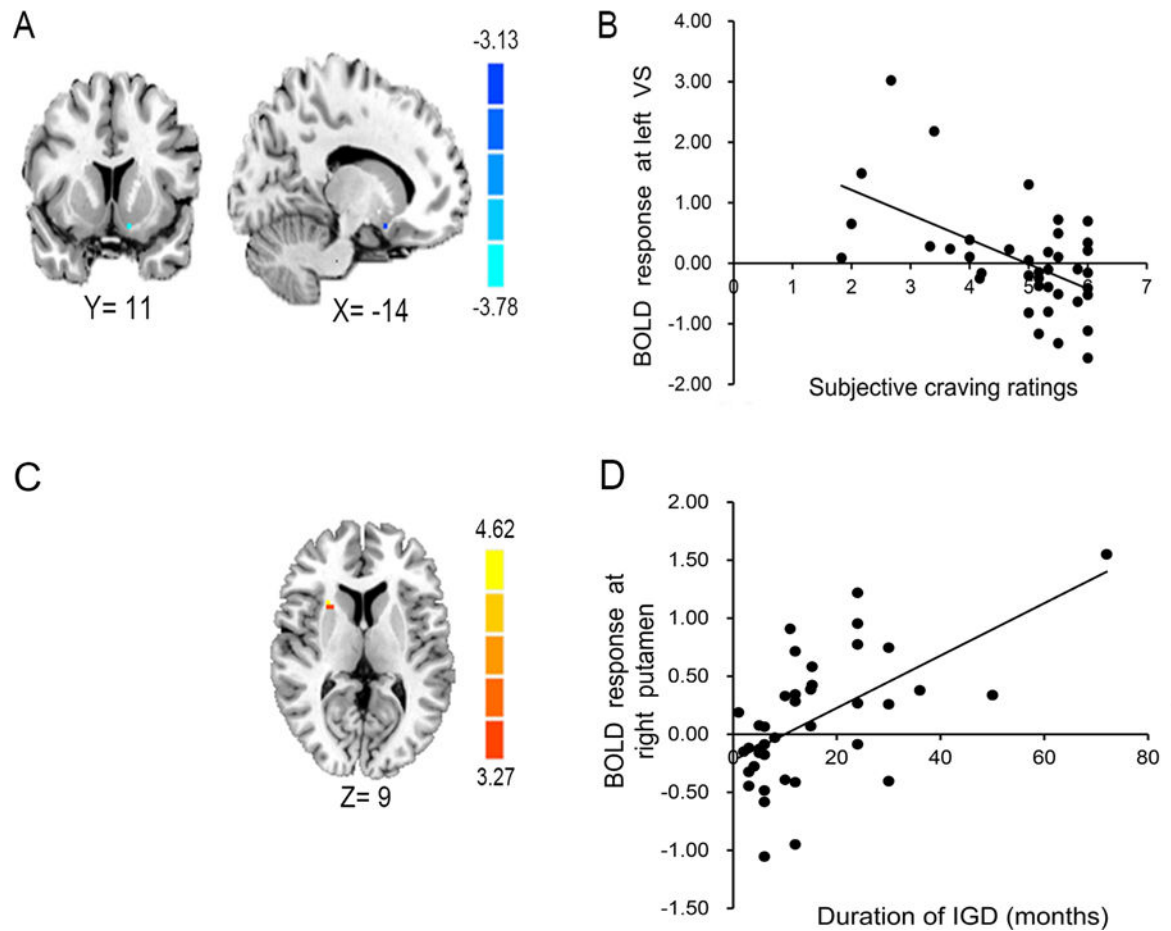 A
-3.13
-3.78
Y= 11
X= -14
B
BOLD response at left VS
4.00
3.00
2.00
1.00
0.00
-1.00
-2.00
0 1 2 3 4 5 6 7
Subjective craving ratings
C
4.62
3.27
Z= 9
D
BOLD response at
right putamen
2.00
1.50
1.00
0.50
0.00
-0.50
-1.00
-1.50
0 20 40 60 80
Duration of IGD (months)